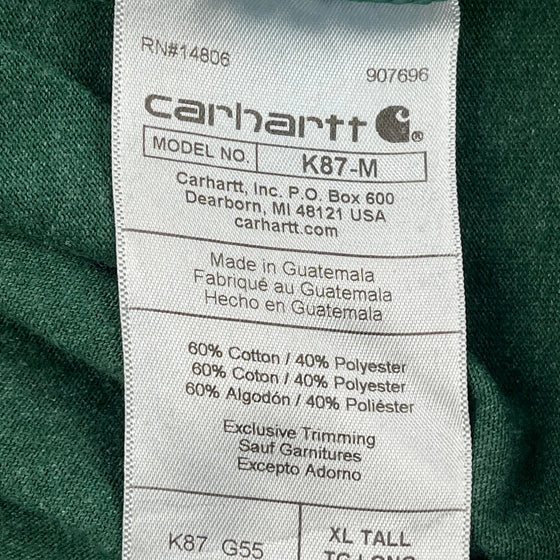 RN#14806
907696
carhartt
MODEL NO. K87-M
Carhartt, Inc. P.O. Box 600
Dearborn, MI 48121 USA
carhartt.com
Made in Guatemala
Fabriqué au Guatemala
Hecho en Guatemala
60% Cotton / 40% Polyester
60% Coton / 40% Polyester
60% Algodón / 40% Poliéster
Exclusive Trimming
Sauf Garnitures
Excepto Adorno
K87 G55
XL TALL
TG LONG